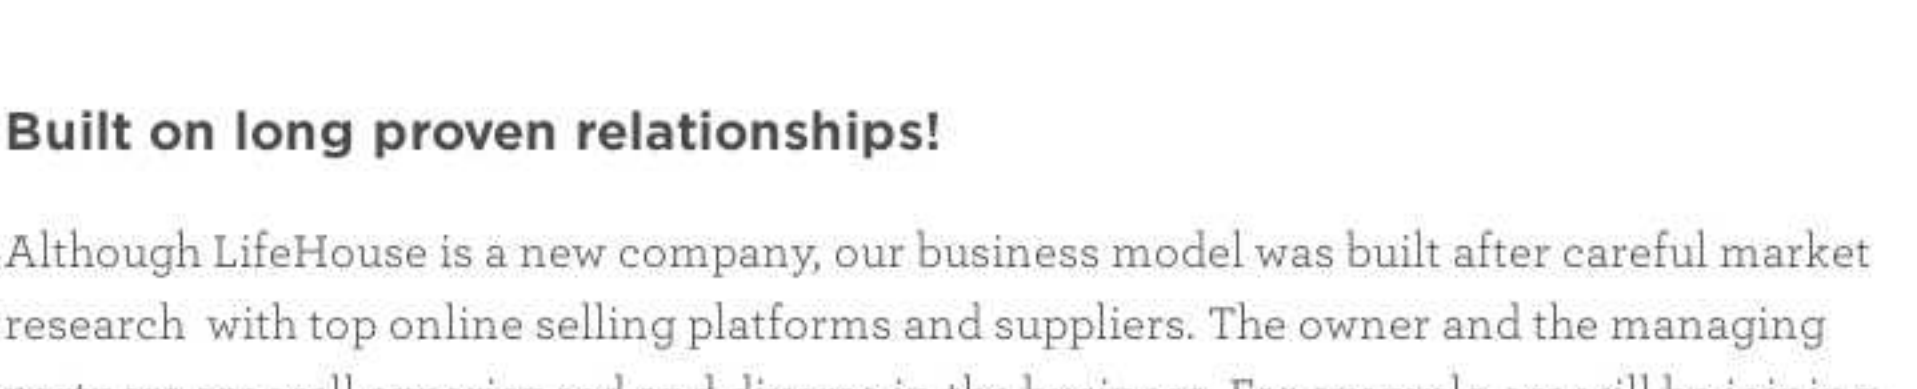 Built on long proven relationships!
Although LifeHouse is a new company, our business model was built after careful market
research  with top online selling platforms and suppliers. The owner and the managing